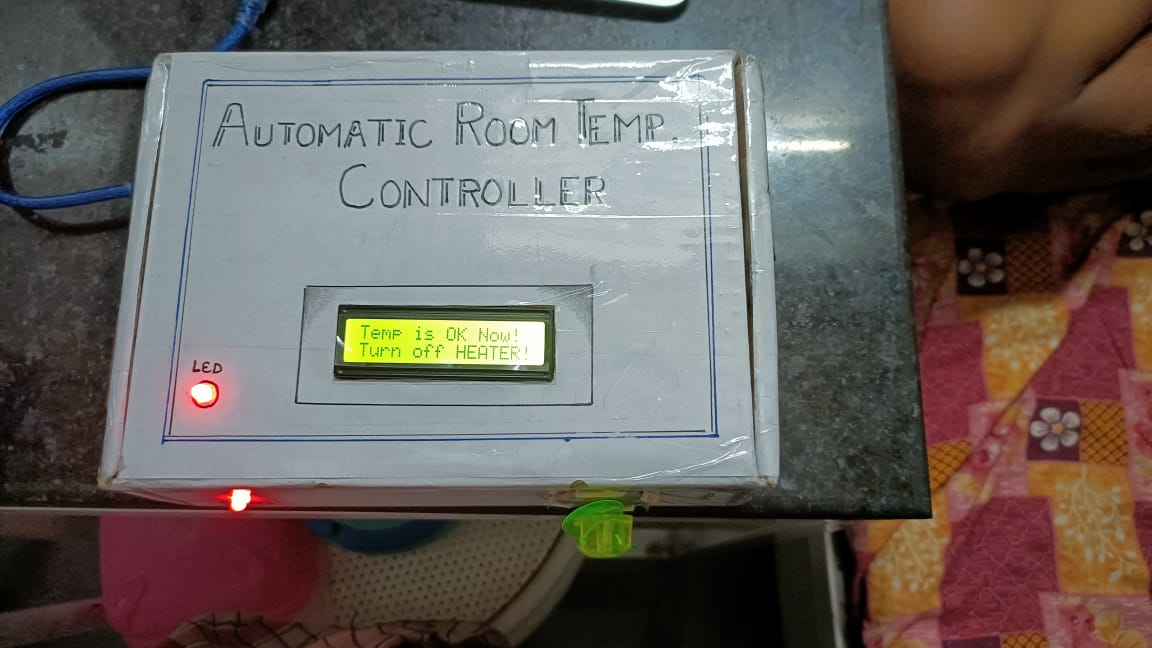 AUTOMATIC ROOM TEMP.
CONTROLLER
Temp is OK Now!
Turn off HEATER!
LED